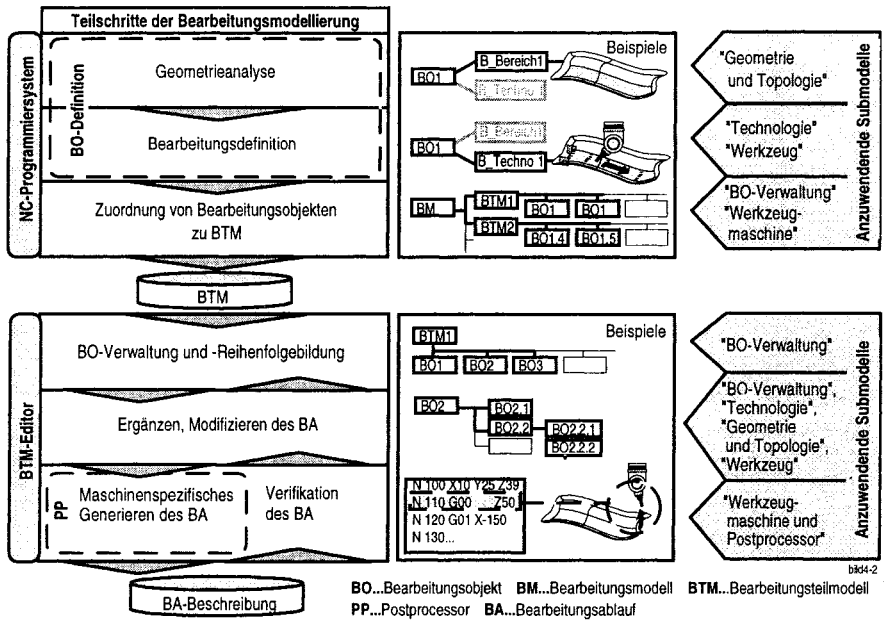 Teilschritte der Bearbeitungsmodellierung
NC-Programmiersystem
BO-Definition
Geometrieanalyse
Bearbeitungsdefinition
Zuordnung von Bearbeitungsobjekten
zu BTM
Beispiele
BO1
B_Bereich1
B_Techno 1
BO1
B_Bereich1
B_Techno 1
BM
BTM1
BO1
BO1
BTM2
BO1.4
BO1.5
Anzuwendende Submodelle
"Geometrie
und Topologie"
"Technologie"
"Werkzeug"
"BO-Verwaltung"
"Werkzeug-
maschine"
BTM
BTM-Editor
BO-Verwaltung und -Reihenfolgebildung
Ergänzen, Modifizieren des BA
PP
Maschinenspezifisches
Generieren des BA
Verifikation
des BA
Beispiele
BTM1
BO1
BO2
BO3
BO2
BO2.1
BO2.2
BO2.2.1
BO2.2.2
N 100 X10 Y25 Z39
N 110 G00 Z50
N 120 G01 X-150
N 130...
Anzuwendende Submodelle
"BO-Verwaltung"
"BO-Verwaltung",
"Technologie",
"Geometrie
und Topologie",
"Werkzeug"
"Werkzeug-
maschine und
Postprocessor"
bild4-2
BA-Beschreibung
BO...Bearbeitungsobjekt BM...Bearbeitungsmodell BTM...Bearbeitungsteilmodell
PP...Postprocessor BA...Bearbeitungsablauf